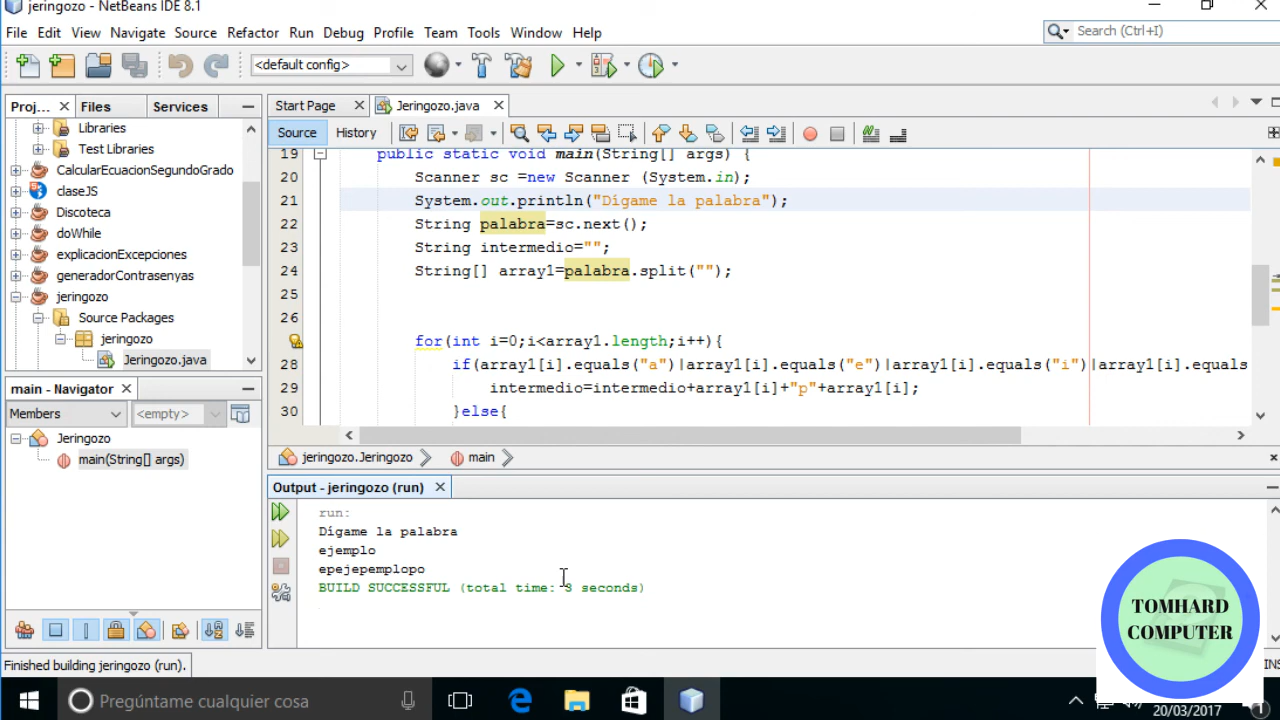 jeringozo - NetBeans IDE 8.1
File Edit View Navigate Source Refactor Run Debug Profile Team Tools Window Help
Search (Ctrl+I)
<default config>
Proj... Files Services
Libraries
Test Libraries
CalcularEcuacionSegundoGrado
claseJS
Discoteca
doWhile
explicacionExcepciones
generadorContrasenyas
jeringozo
Source Packages
jeringozo
Jeringozo.java
main - Navigator
Members <empty>
Jeringozo
main(String[] args)
Start Page Jeringozo.java
Source History
19 public static void main(String[] args) {
20 Scanner sc =new Scanner (System.in);
21 System.out.println("Dígame la palabra");
22 String palabra=sc.next();
23 String intermedio="";
24 String[] array1=palabra.split("");
25
26
for(int i=0;i<array1.length;i++){
28 if(array1[i].equals("a")|array1[i].equals("e")|array1[i].equals("i")|array1[i].equals
29 intermedio=intermedio+array1[i]+"p"+array1[i];
30 }else{
jeringozo.Jeringozo main
Output - jeringozo (run)
run:
Dígame la palabra
ejemplo
epejepemplopo
BUILD SUCCESSFUL (total time: 3 seconds)
TOMHARD
COMPUTER
Finished building jeringozo (run).
INS
Pregúntame cualquier cosa
20/03/2017
1